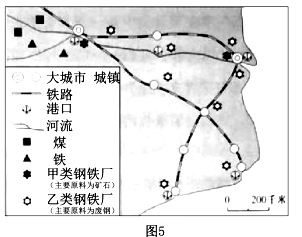 大城市 城镇
铁路
港口
河流
煤
铁
甲类钢铁厂
(主要原料为矿石)
乙类钢铁厂
(主要原料为废钢)
0 200千米
图5